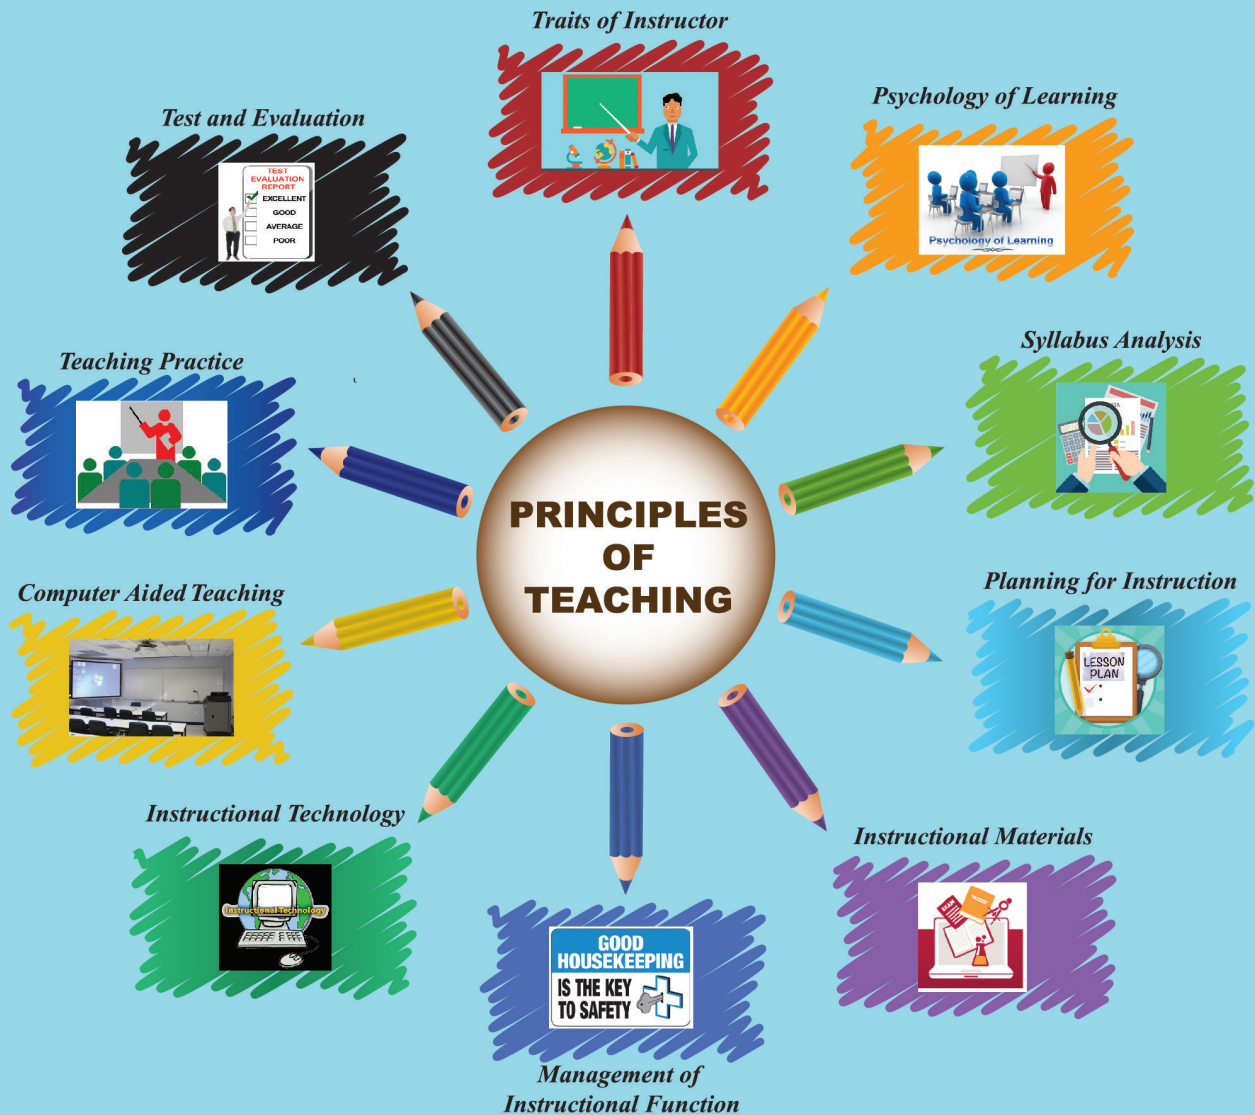 Traits of Instructor
Psychology of Learning
Psychology of Learning
Syllabus Analysis
Planning for Instruction
LESSON
PLAN
Instructional Materials
EXAM
GOOD
HOUSEKEEPING
IS THE KEY
TO SAFETY
Management of
Instructional Function
Instructional Technology
Instructional Technology
Computer Aided Teaching
Teaching Practice
Test and Evaluation
TEST
EVALUATION
REPORT
EXCELLENT
GOOD
AVERAGE
POOR
PRINCIPLES
OF
TEACHING